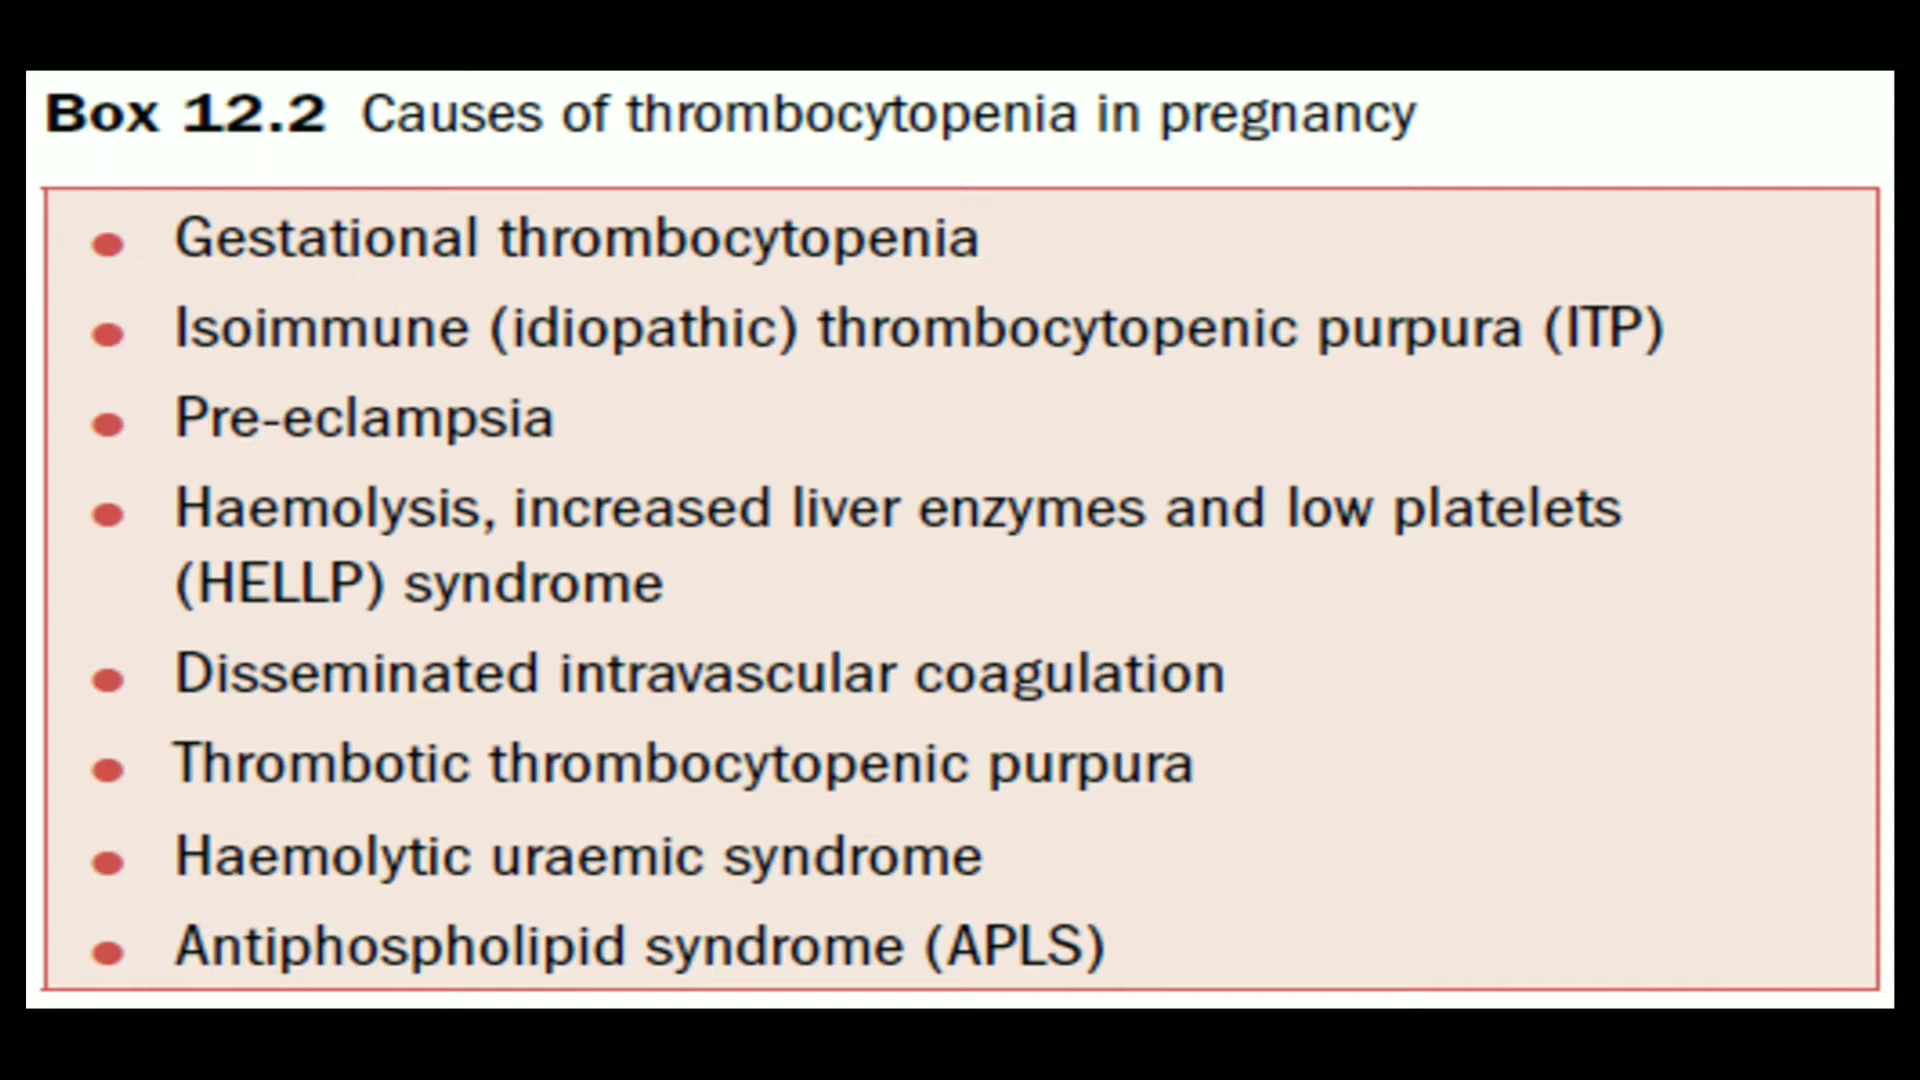 Box 12.2 Causes of thrombocytopenia in pregnancy
Gestational thrombocytopenia
Isoimmune (idiopathic) thrombocytopenic purpura (ITP)
Pre-eclampsia
Haemolysis, increased liver enzymes and low platelets
(HELLP) syndrome
Disseminated intravascular coagulation
Thrombotic thrombocytopenic purpura
Haemolytic uraemic syndrome
Antiphospholipid syndrome (APLS)